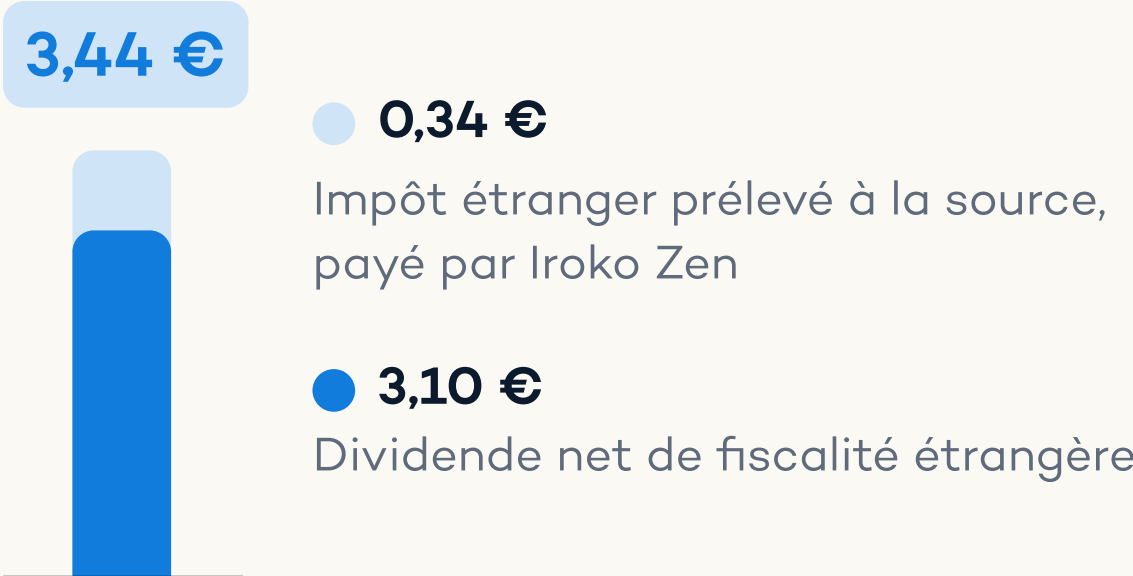 3,44 €
0,34 €
Impôt étranger prélevé à la source,
payé par Iroko Zen
3,10 €
Dividende net de fiscalité étrangère